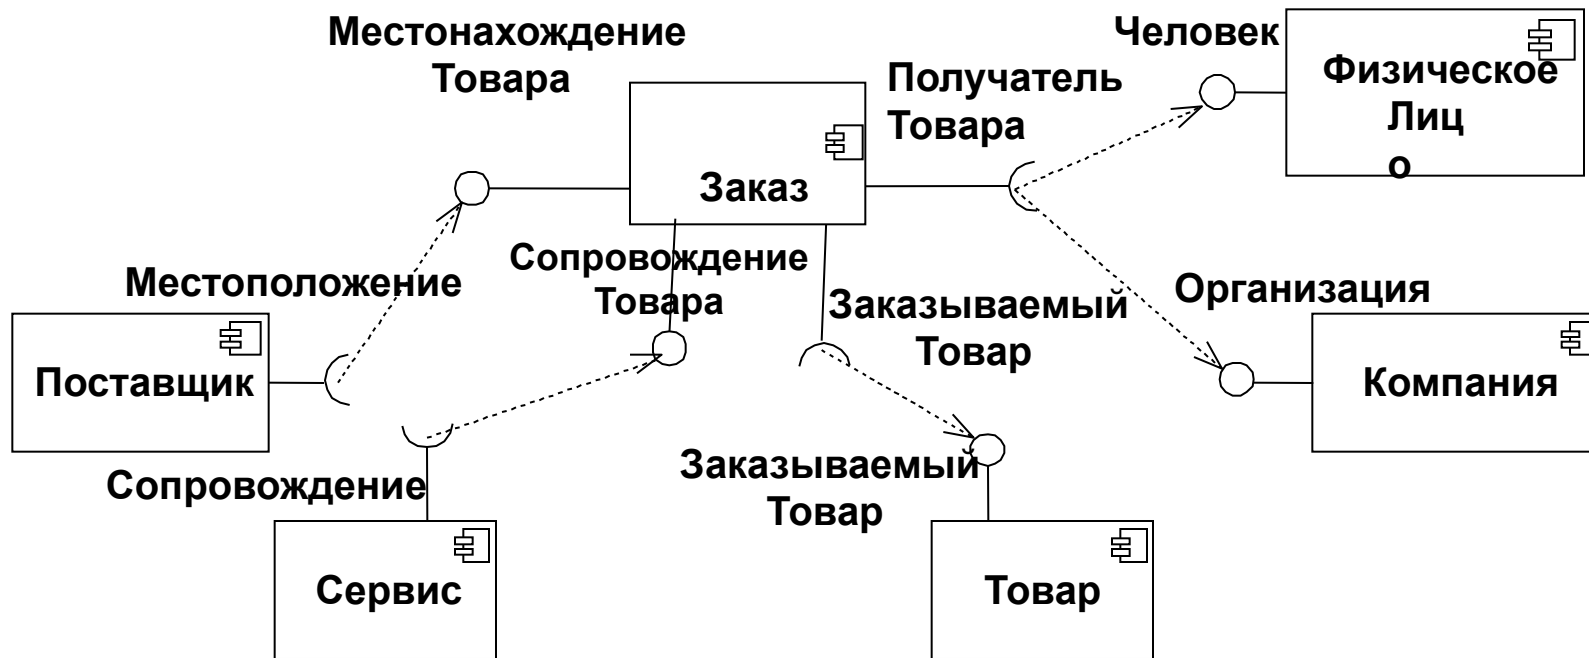 Местонахождение
Товара
Человек
Физическое
Лиц
о
Получатель
Товара
Заказ
Сопровождение
Товара
Местоположение
Заказываемый
Товар
Организация
Поставщик
Компания
Сопровождение
Заказываемый
Товар
Сервис
Товар